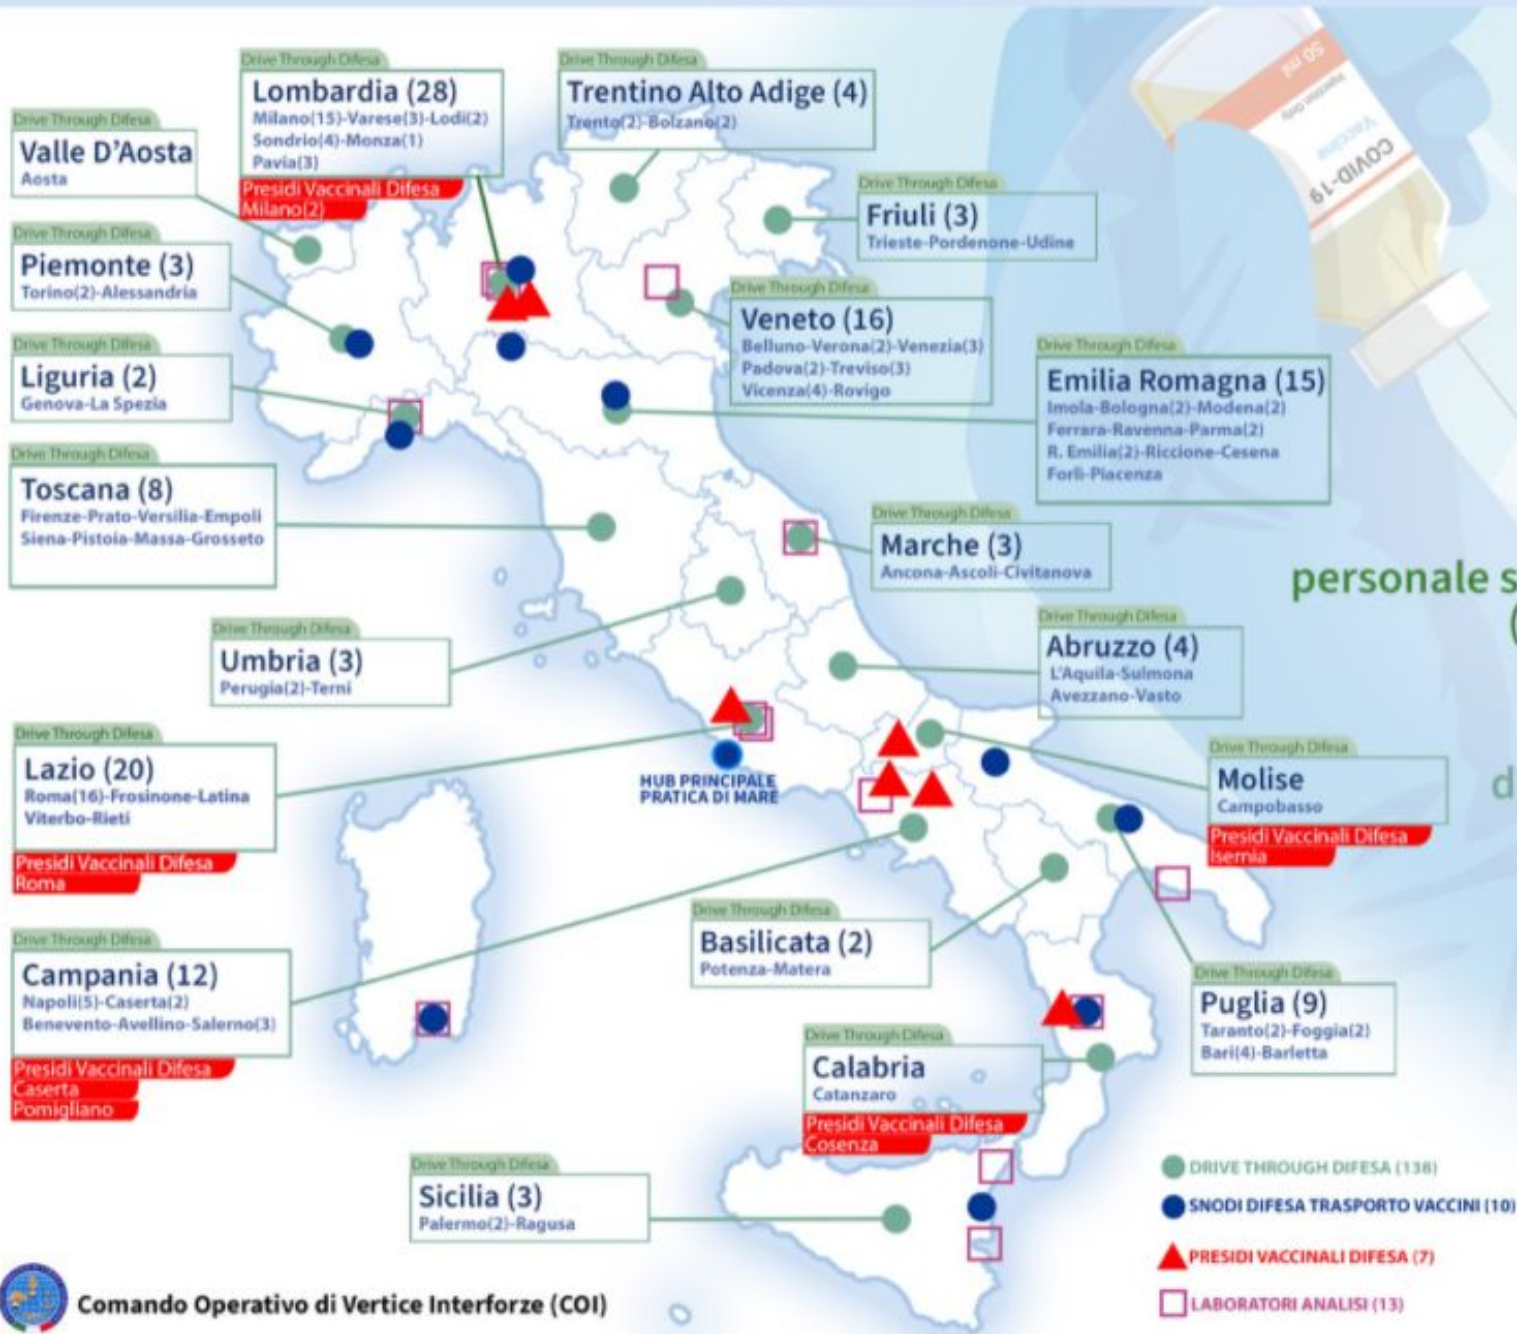 Drive Through Difesa
Lombardia (28)
Milano(15)-Varese(3)-Lodi(2)
Sondrio(4)-Monza(1)
Pavia(3)
Presidi Vaccinali Difesa
Milano(2)
Drive Through Difesa
Trentino Alto Adige (4)
Trento(2)-Bolzano(2)
50 ml
Injection Only
Vaccine
COVID-19
Drive Through Difesa
Valle D'Aosta
Aosta
Drive Through Difesa
Friuli (3)
Trieste-Pordenone-Udine
Drive Through Difesa
Piemonte (3)
Torino(2)-Alessandria
Drive Through Difesa
Veneto (16)
Belluno-Verona(2)-Venezia(3)
Padova(2)-Treviso(3)
Vicenza(4)-Rovigo
Drive Through Difesa
Liguria (2)
Genova-La Spezia
Drive Through Difesa
Emilia Romagna (15)
Imola-Bologna(2)-Modena(2)
Ferrara-Ravenna-Parma(2)
R. Emilia(2)-Riccione-Cesena
Forli-Piacenza
Drive Through Difesa
Toscana (8)
Firenze-Prato-Versilia-Empoli
Siena-Pistoia-Massa-Grosseto
Drive Through Difesa
Marche (3)
Ancona-Ascoli-Civitanova
personale s
(
Drive Through Difesa
Umbria (3)
Perugia(2)-Terni
Drive Through Difesa
Abruzzo (4)
L'Aquila-Sulmona
Avezzano-Vasto
Drive Through Difesa
Lazio (20)
Roma(16)-Frosinone-Latina
Viterbo-Rieti
Presidi Vaccinali Difesa
Roma
HUB PRINCIPALE
PRATICA DI MARE
Drive Through Difesa
Molise
Campobasso
Presidi Vaccinali Difesa
Isernia
d
Drive Through Difesa
Campania (12)
Napoli(5)-Caserta(2)
Benevento-Avellino-Salerno(3)
Presidi Vaccinali Difesa
Caserta
Pomigliano
Drive Through Difesa
Basilicata (2)
Potenza-Matera
Drive Through Difesa
Puglia (9)
Taranto(2)-Foggia(2)
Bari(4)-Barletta
Drive Through Difesa
Calabria
Catanzaro
Presidi Vaccinali Difesa
Cosenza
Drive Through Difesa
Sicilia (3)
Palermo(2)-Ragusa
DRIVE THROUGH DIFESA (138)
SNODI DIFESA TRASPORTO VACCINI (10)
PRESIDI VACCINALI DIFESA (7)
LABORATORI ANALISI (13)
Comando Operativo di Vertice Interforze (COI)